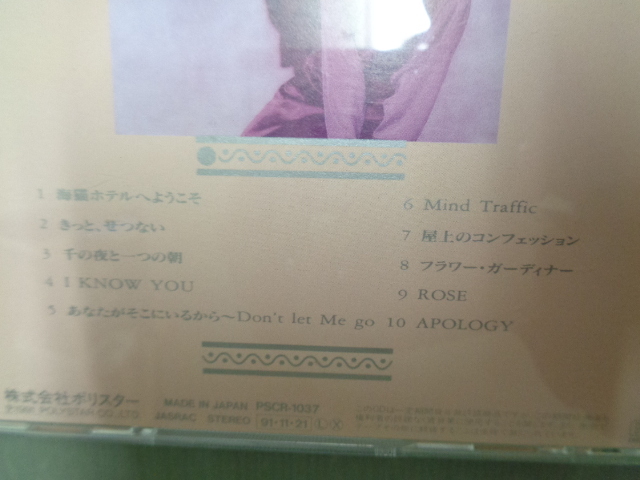 1 海猫ホテルへようこそ
2 きっと、せつない
3 千の夜と一つの朝
4 I KNOW YOU
5 あなたがそこにいるから〜Don't let Me go
6 Mind Traffic
7 屋上のコンフェッション
8 フラワー・ガーディナー
9 ROSE
10 APOLOGY
株式会社ポリスター
POLYSTAR CO., LTD.
MADE IN JAPAN PSCR-1037
JASRAC STEREO 91・11・21 L X